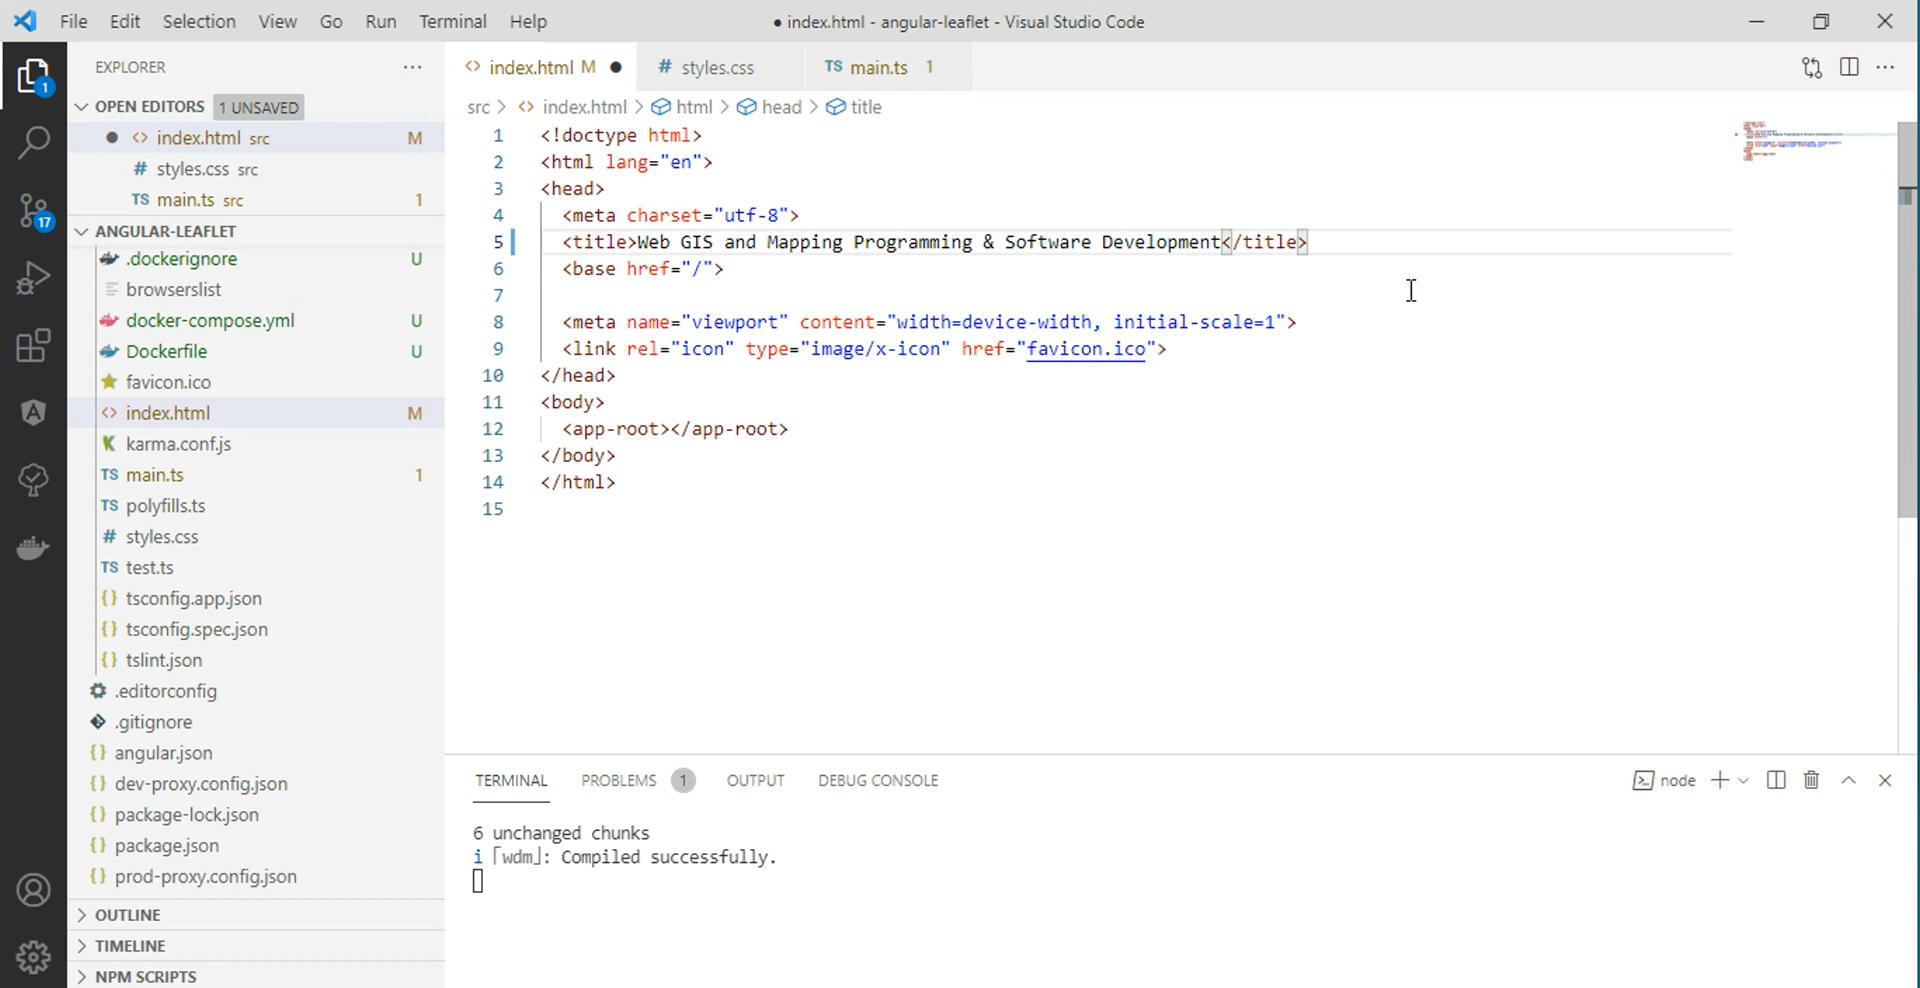 File Edit Selection View Go Run Terminal Help
● index.html - angular-leaflet - Visual Studio Code
EXPLORER
OPEN EDITORS 1 UNSAVED
index.html src M
# styles.css src
TS main.ts src 1
ANGULAR-LEAFLET
.dockerignore U
browserslist
docker-compose.yml U
Dockerfile U
favicon.ico
<> index.html M
karma.conf.js
TS main.ts 1
TS polyfills.ts
# styles.css
TS test.ts
{} tsconfig.app.json
{} tsconfig.spec.json
{} tslint.json
.editorconfig
.gitignore
{} angular.json
{} dev-proxy.config.json
{} package-lock.json
{} package.json
{} prod-proxy.config.json
OUTLINE
TIMELINE
NPM SCRIPTS
1
17
<> index.html M ● # styles.css TS main.ts 1
src > <> index.html > html > head > title
1 <!doctype html>
2 <html lang="en">
3 <head>
4 <meta charset="utf-8">
5 <title>Web GIS and Mapping Programming & Software Development</title>
6 <base href="/">
7
8 <meta name="viewport" content="width=device-width, initial-scale=1">
9 <link rel="icon" type="image/x-icon" href="favicon.ico">
10 </head>
11 <body>
12 <app-root></app-root>
13 </body>
14 </html>
15
TERMINAL PROBLEMS 1 OUTPUT DEBUG CONSOLE
node
6 unchanged chunks
i ｢wdm｣: Compiled successfully.